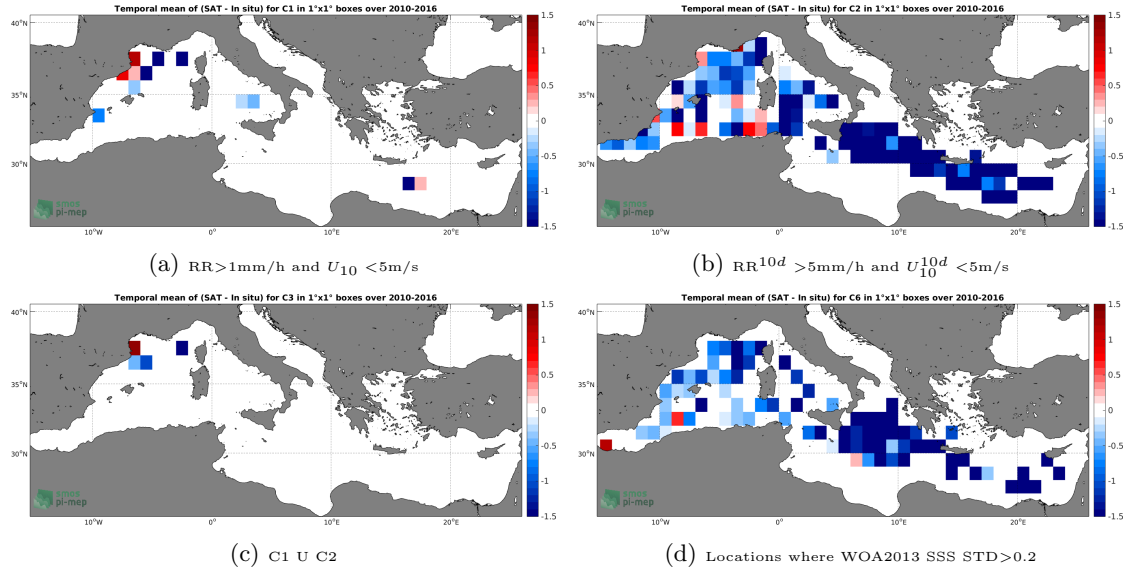 Temporal mean of (SAT - In situ) for C1 in 1°x1° boxes over 2010-2016
40°N
35°N
30°N
10°W 0° 10°E 20°E
1.5
1
0.5
0
-0.5
-1
-1.5
smos
pi-mep
(a) RR>1mm/h and U10 <5m/s
Temporal mean of (SAT - In situ) for C2 in 1°x1° boxes over 2010-2016
40°N
35°N
30°N
10°W 0° 10°E 20°E
1.5
1
0.5
0
-0.5
-1
-1.5
smos
pi-mep
(b) RR10d >5mm/h and U10 10d <5m/s
Temporal mean of (SAT - In situ) for C3 in 1°x1° boxes over 2010-2016
40°N
35°N
30°N
10°W 0° 10°E 20°E
1.5
1
0.5
0
-0.5
-1
-1.5
smos
pi-mep
(c) C1 U C2
Temporal mean of (SAT - In situ) for C6 in 1°x1° boxes over 2010-2016
40°N
35°N
30°N
10°W 0° 10°E 20°E
1.5
1
0.5
0
-0.5
-1
-1.5
smos
pi-mep
(d) Locations where WOA2013 SSS STD>0.2